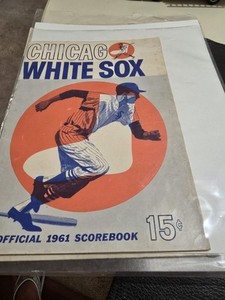 CHICAGO
WHITE SOX
OFFICIAL 1961 SCOREBOOK
15¢